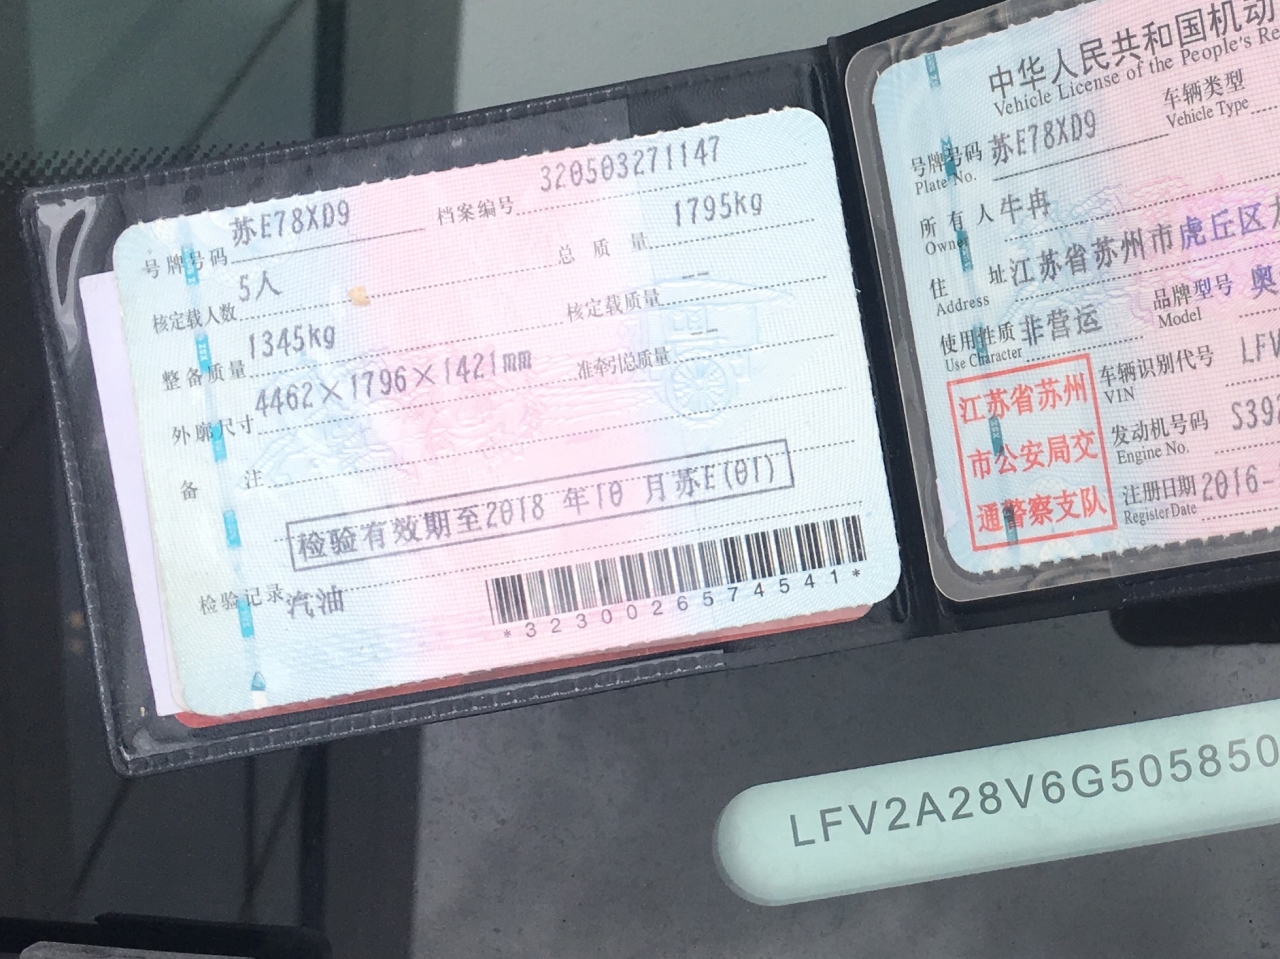 号牌号码 苏E78XD9 档案编号 320503271147
核定载人数 5人 总质量 1795kg
整备质量 1345kg 核定载质量 --
外廓尺寸 4462×1796×1421mm 准牵引总质量 --
备注
检验有效期至2018 年10 月苏E(01)
检验记录 汽油
*3230026574541*
中华人民共和国机动
Vehicle License of the People's Re
号牌号码 苏E78XD9 车辆类型
Plate No. Vehicle Type
所有人 牛冉
Owner
住址 江苏省苏州市虎丘区
Address
使用性质 非营运 品牌型号 奥
Use Character Model
江苏省苏州
市公安局交
通警察支队
车辆识别代号 LFV
VIN
发动机号码 S39
Engine No.
注册日期 2016-
Register Date
LFV2A28V6G505850